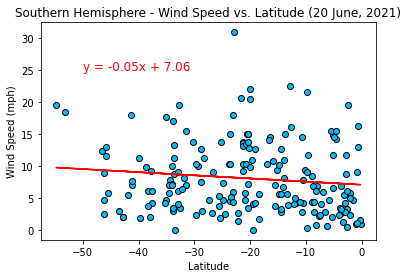 Southern Hemisphere - Wind Speed vs. Latitude (20 June, 2021)
30
25
20
15
10
5
0
Wind Speed (mph)
y = -0.05x + 7.06
−50 −40 −30 −20 −10 0
Latitude